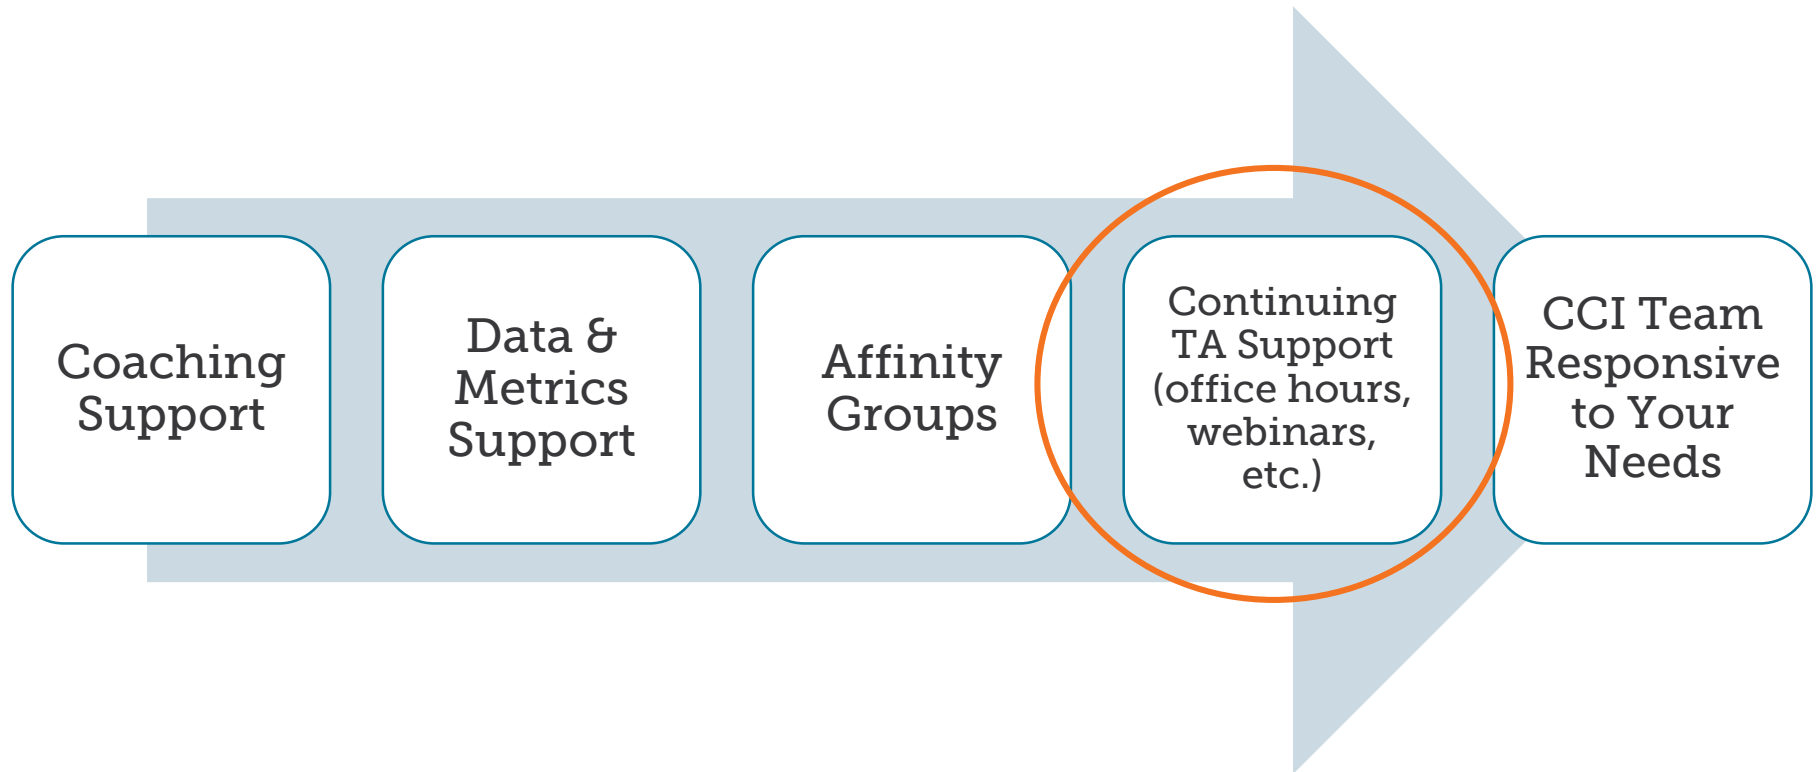 Coaching
Support
Data &
Metrics
Support
Affinity
Groups
Continuing
TA Support
(office hours,
webinars,
etc.)
CCI Team
Responsive
to Your
Needs